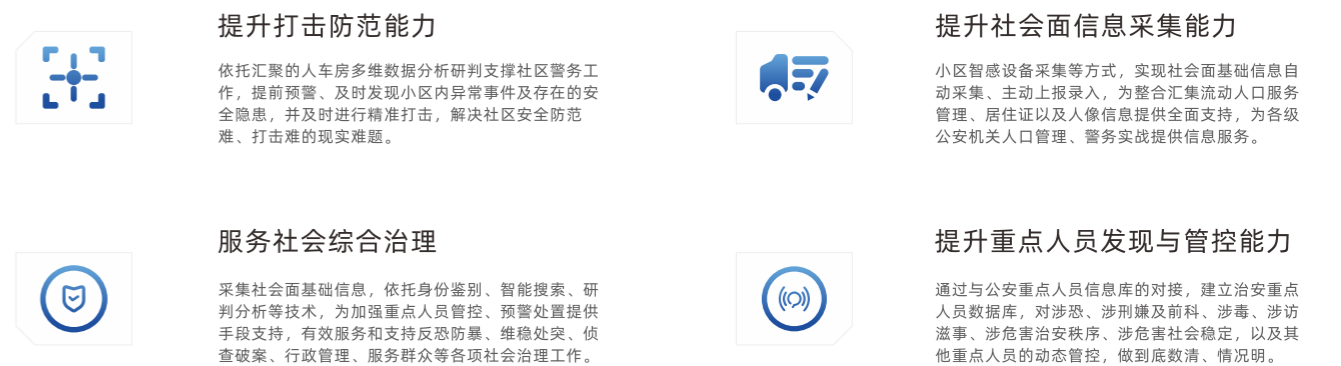 提升打击防范能力
依托汇聚的人车房多维数据分析研判支撑社区警务工
作，提前预警、及时发现小区内异常事件及存在的安
全隐患，并及时进行精准打击，解决社区安全防范
难、打击难的现实难题。
提升社会面信息采集能力
小区智感设备采集等方式，实现社会面基础信息自
动采集、主动上报录入，为整合汇集流动人口服务
管理、居住证以及人像信息提供全面支持，为各级
公安机关人口管理、警务实战提供信息服务。
服务社会综合治理
采集社会面基础信息，依托身份鉴别、智能搜索、研
判分析等技术，为加强重点人员管控、预警处置提供
手段支持，有效服务和支持反恐防暴、维稳处突、侦
查破案、行政管理、服务群众等各项社会治理工作。
提升重点人员发现与管控能力
通过与公安重点人员信息库的对接，建立治安重点
人员数据库，对涉恐、涉刑嫌及前科、涉毒、涉访
滋事、涉危害治安秩序、涉危害社会稳定，以及其
他重点人员的动态管控，做到底数清、情况明。